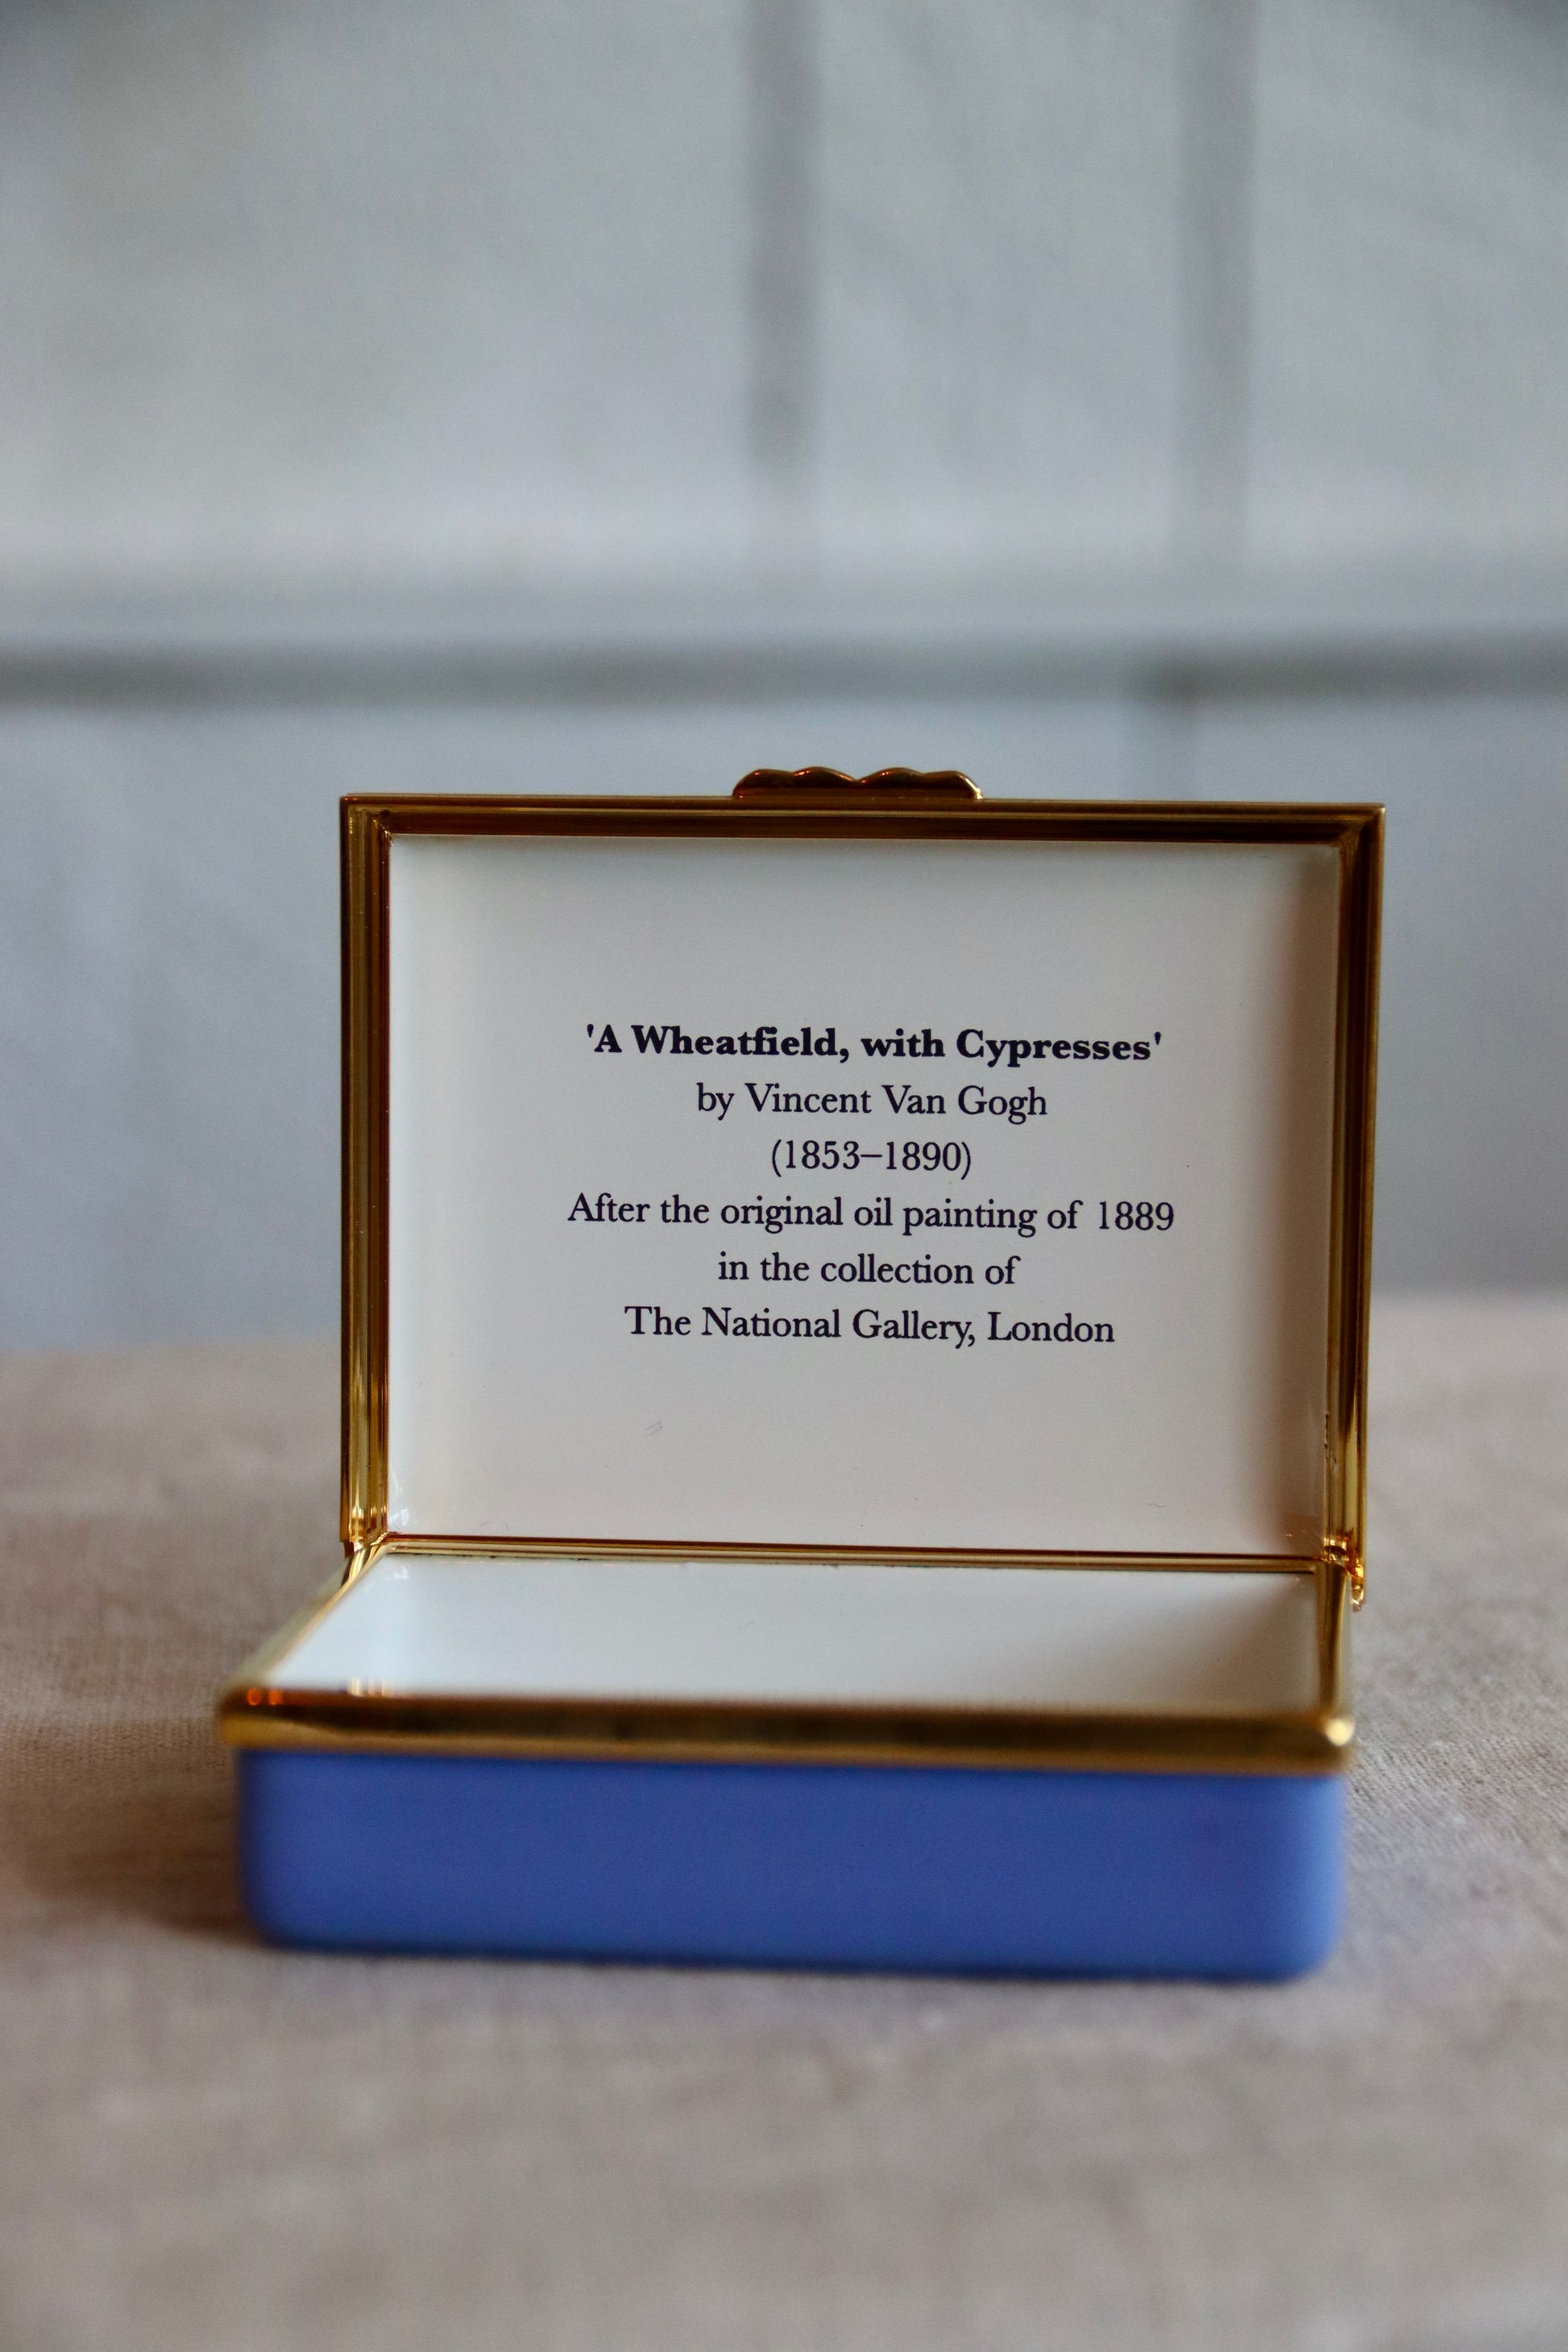 'A Wheatfield, with Cypresses'
by Vincent Van Gogh
(1853–1890)
After the original oil painting of 1889
in the collection of
The National Gallery, London